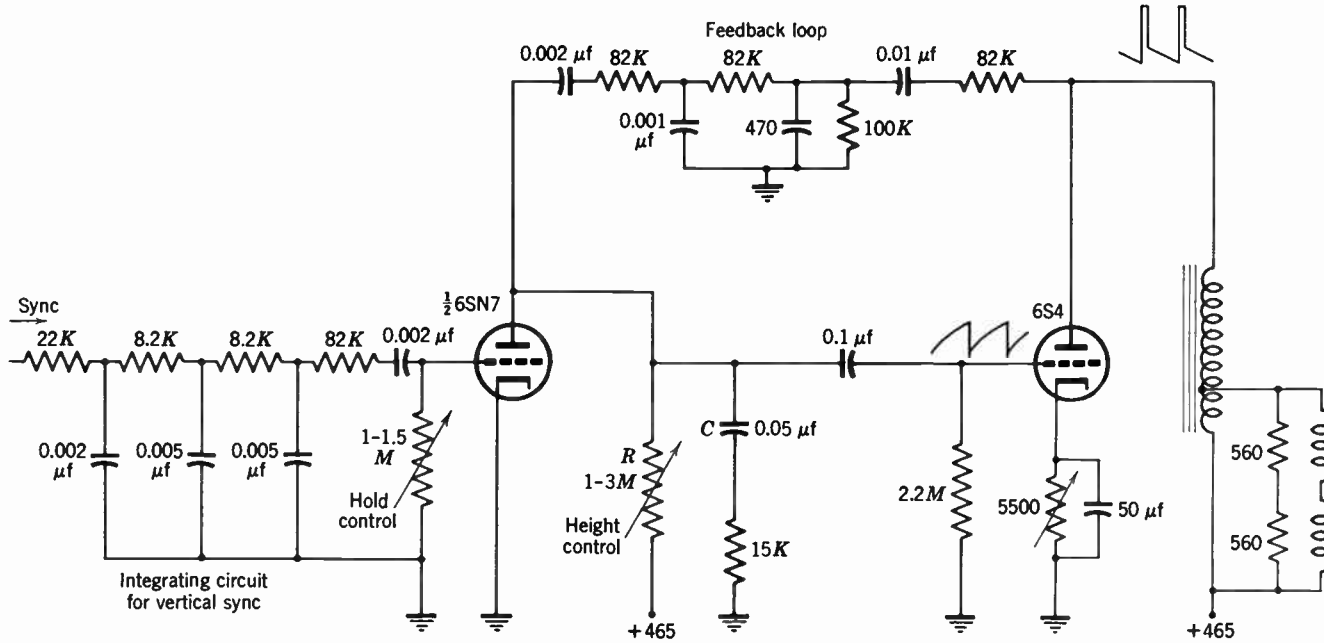 Feedback loop
0.002 μf
82K
82K
0.01 μf
82K
0.001
μf
470
100K
Sync
½6SN7
6S4
22K
8.2K
8.2K
82K
0.002 μf
0.1 μf
0.002
μf
0.005
μf
0.005
μf
1-1.5
M
Hold
control
R
1-3M
Height
control
C
0.05 μf
15K
2.2M
5500
50 μf
560
560
Integrating circuit
for vertical sync
+465
+465